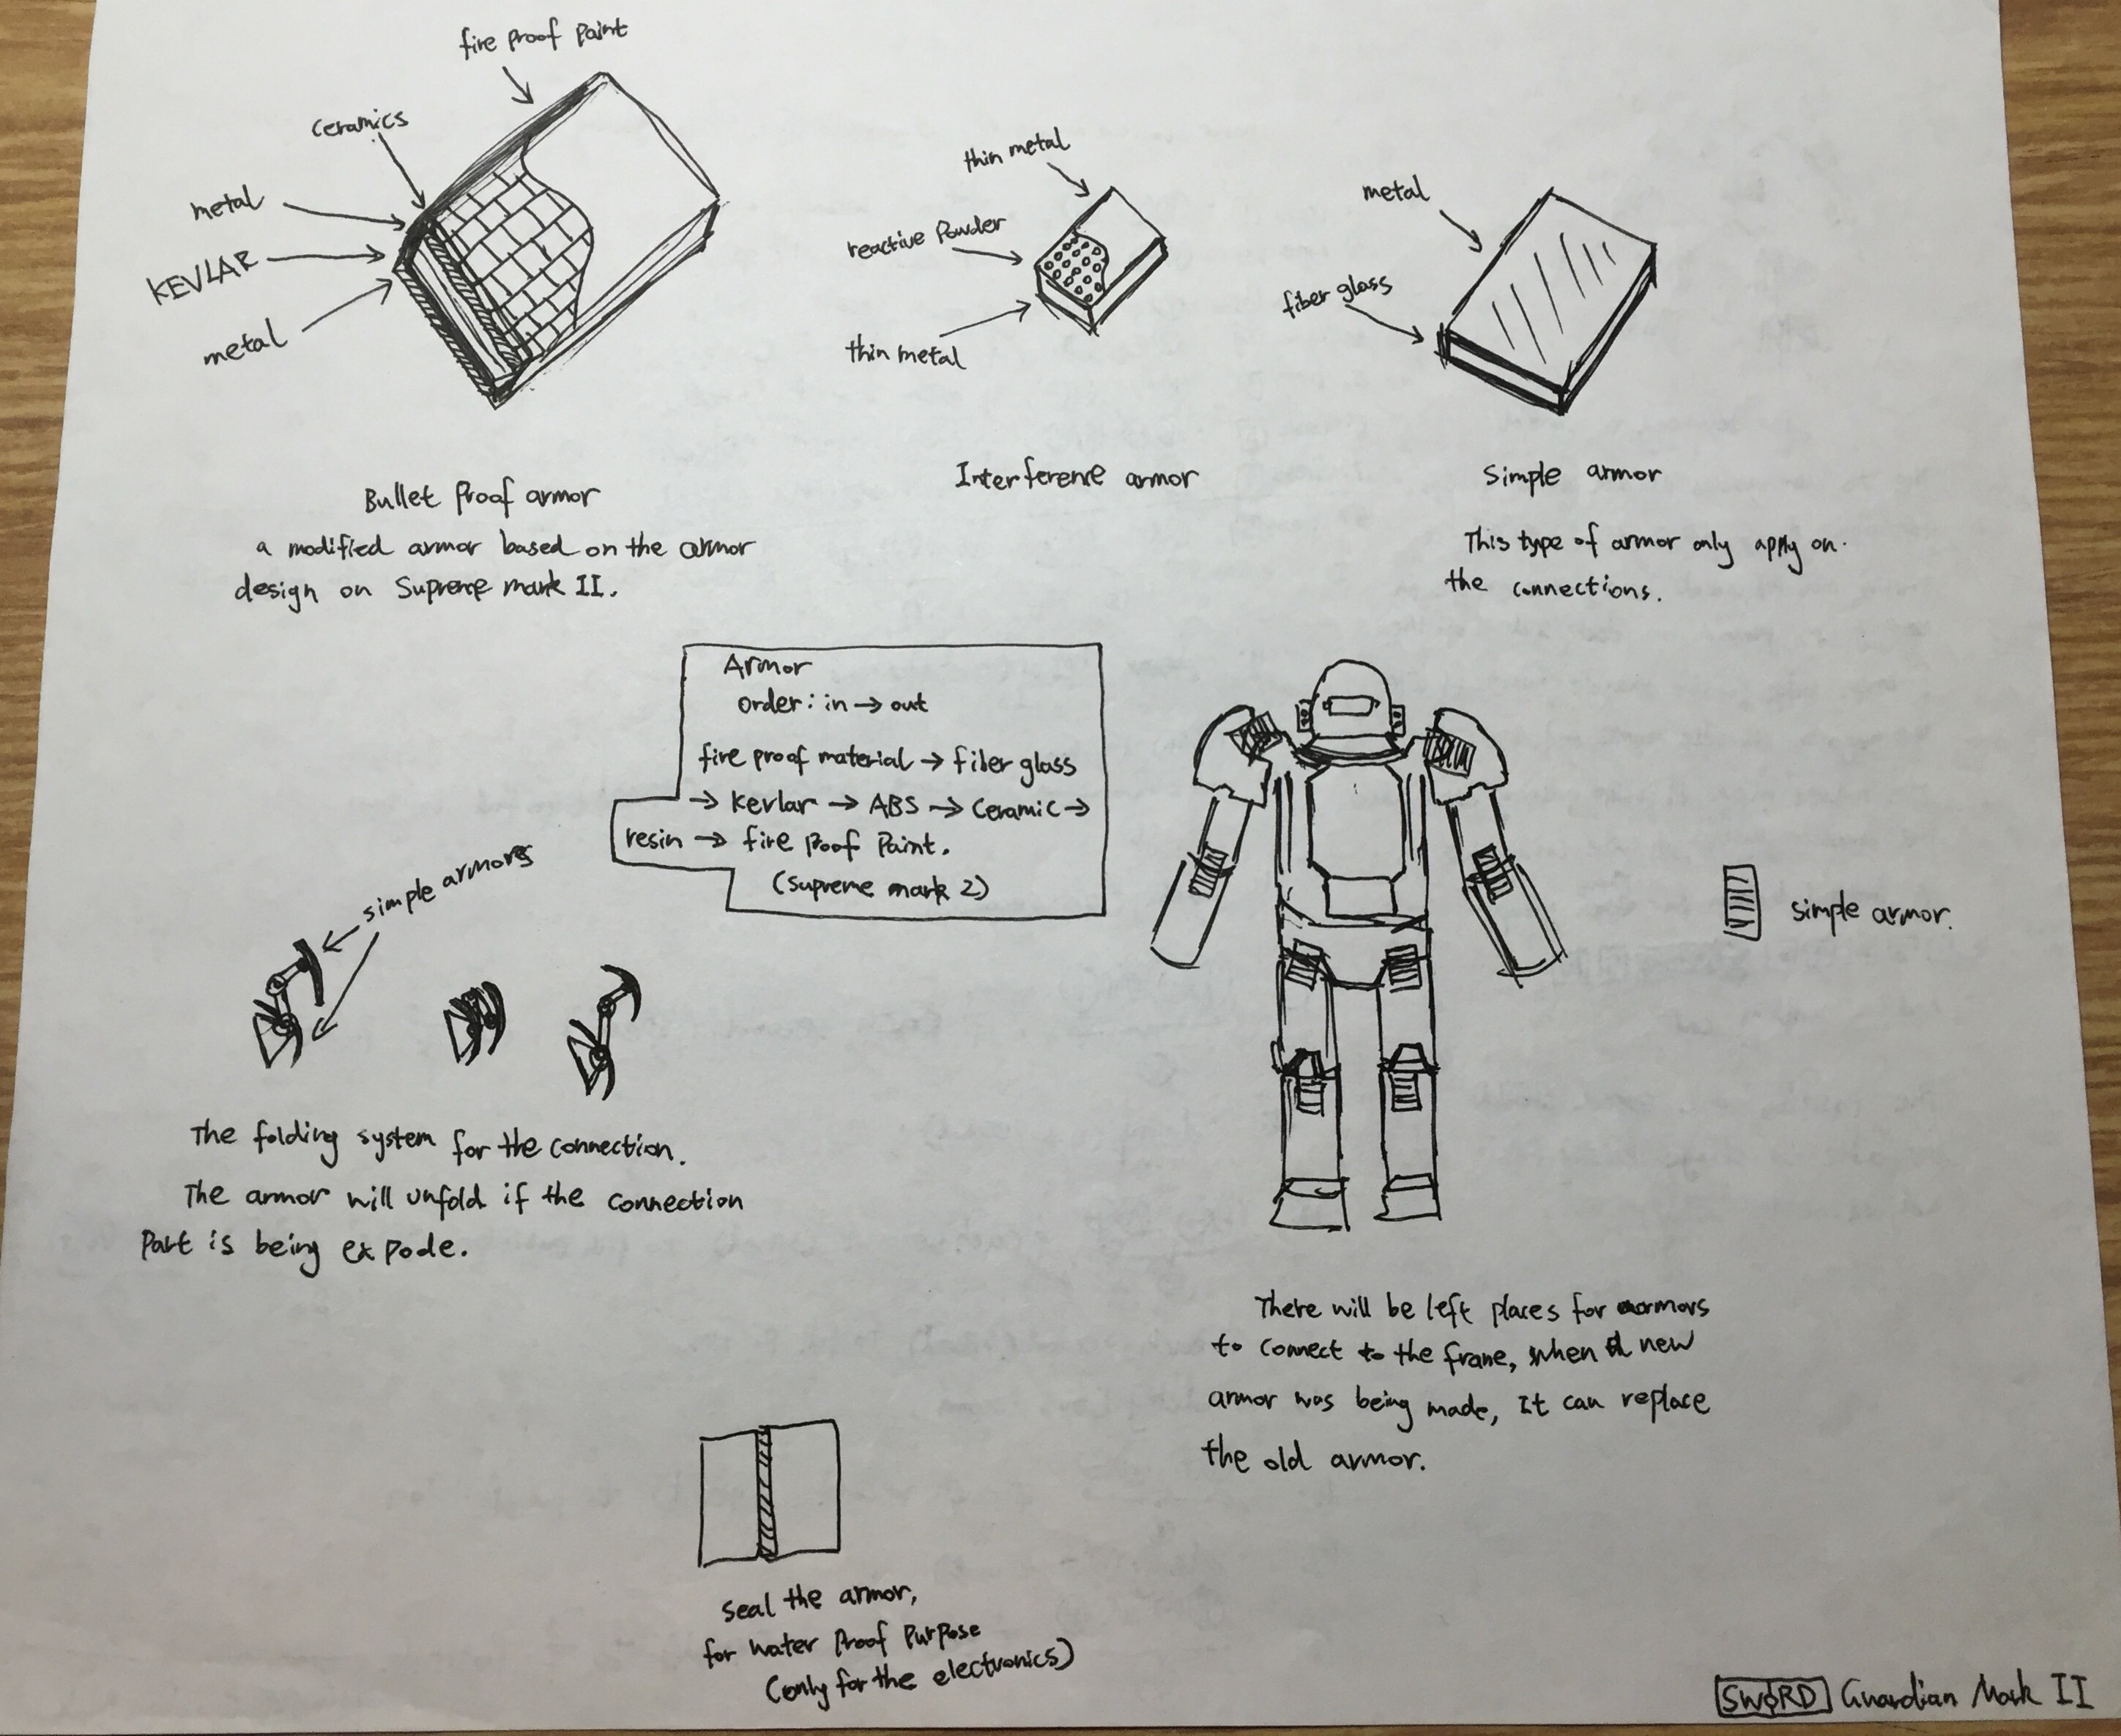 fire proof paint
ceramics
metal
KEVLAR
metal
Bullet proof armor
a modified armor based on the armor
design on Supreme mark II.
thin metal
reactive powder
thin metal
Interference armor
metal
fiber glass
Simple armor
This type of armor only apply on.
the connections.
Armor
order: in → out
fire proof material → fiber glass
→ kevlar → ABS → Ceramic →
resin → fire proof paint.
(supreme mark 2)
simple armors
The folding system for the connection.
The armor will unfold if the connection
part is being expode.
simple armor.
There will be left places for armors
to connect to the frame, when new
armor was being made, It can replace
the old armor.
seal the armor,
for water proof purpose
(only for the electronics)
SWORD Guardian Mark II